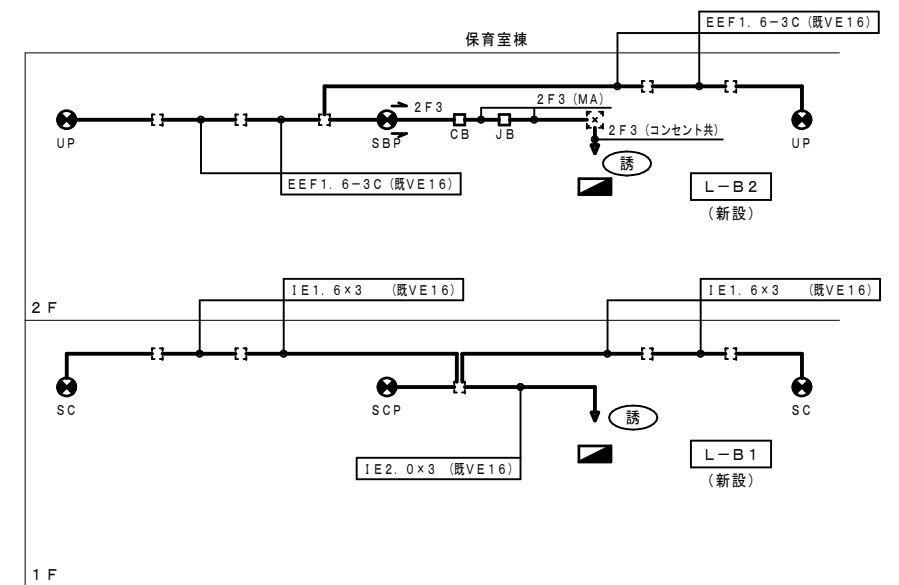 保育室棟
EEF1.6-3C(既VE16)
2F3
2F3(MA)
UP
SBP
CB
JB
UP
2F3(コンセント共)
誘
EEF1.6-3C(既VE16)
L-B2
(新設)
IE1.6×3 (既VE16)
IE1.6×3 (既VE16)
2F
SC
SCP
SC
誘
IE2.0×3 (既VE16)
L-B1
(新設)
1F